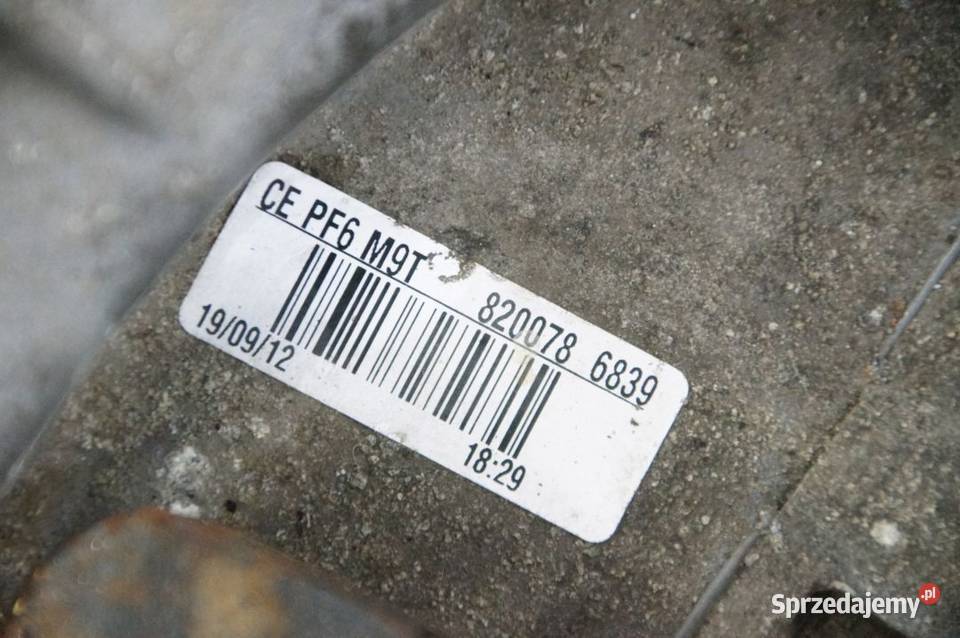 CE PF6 M9T 820078 6839
19/09/12 18:29
Sprzedajemy.pl